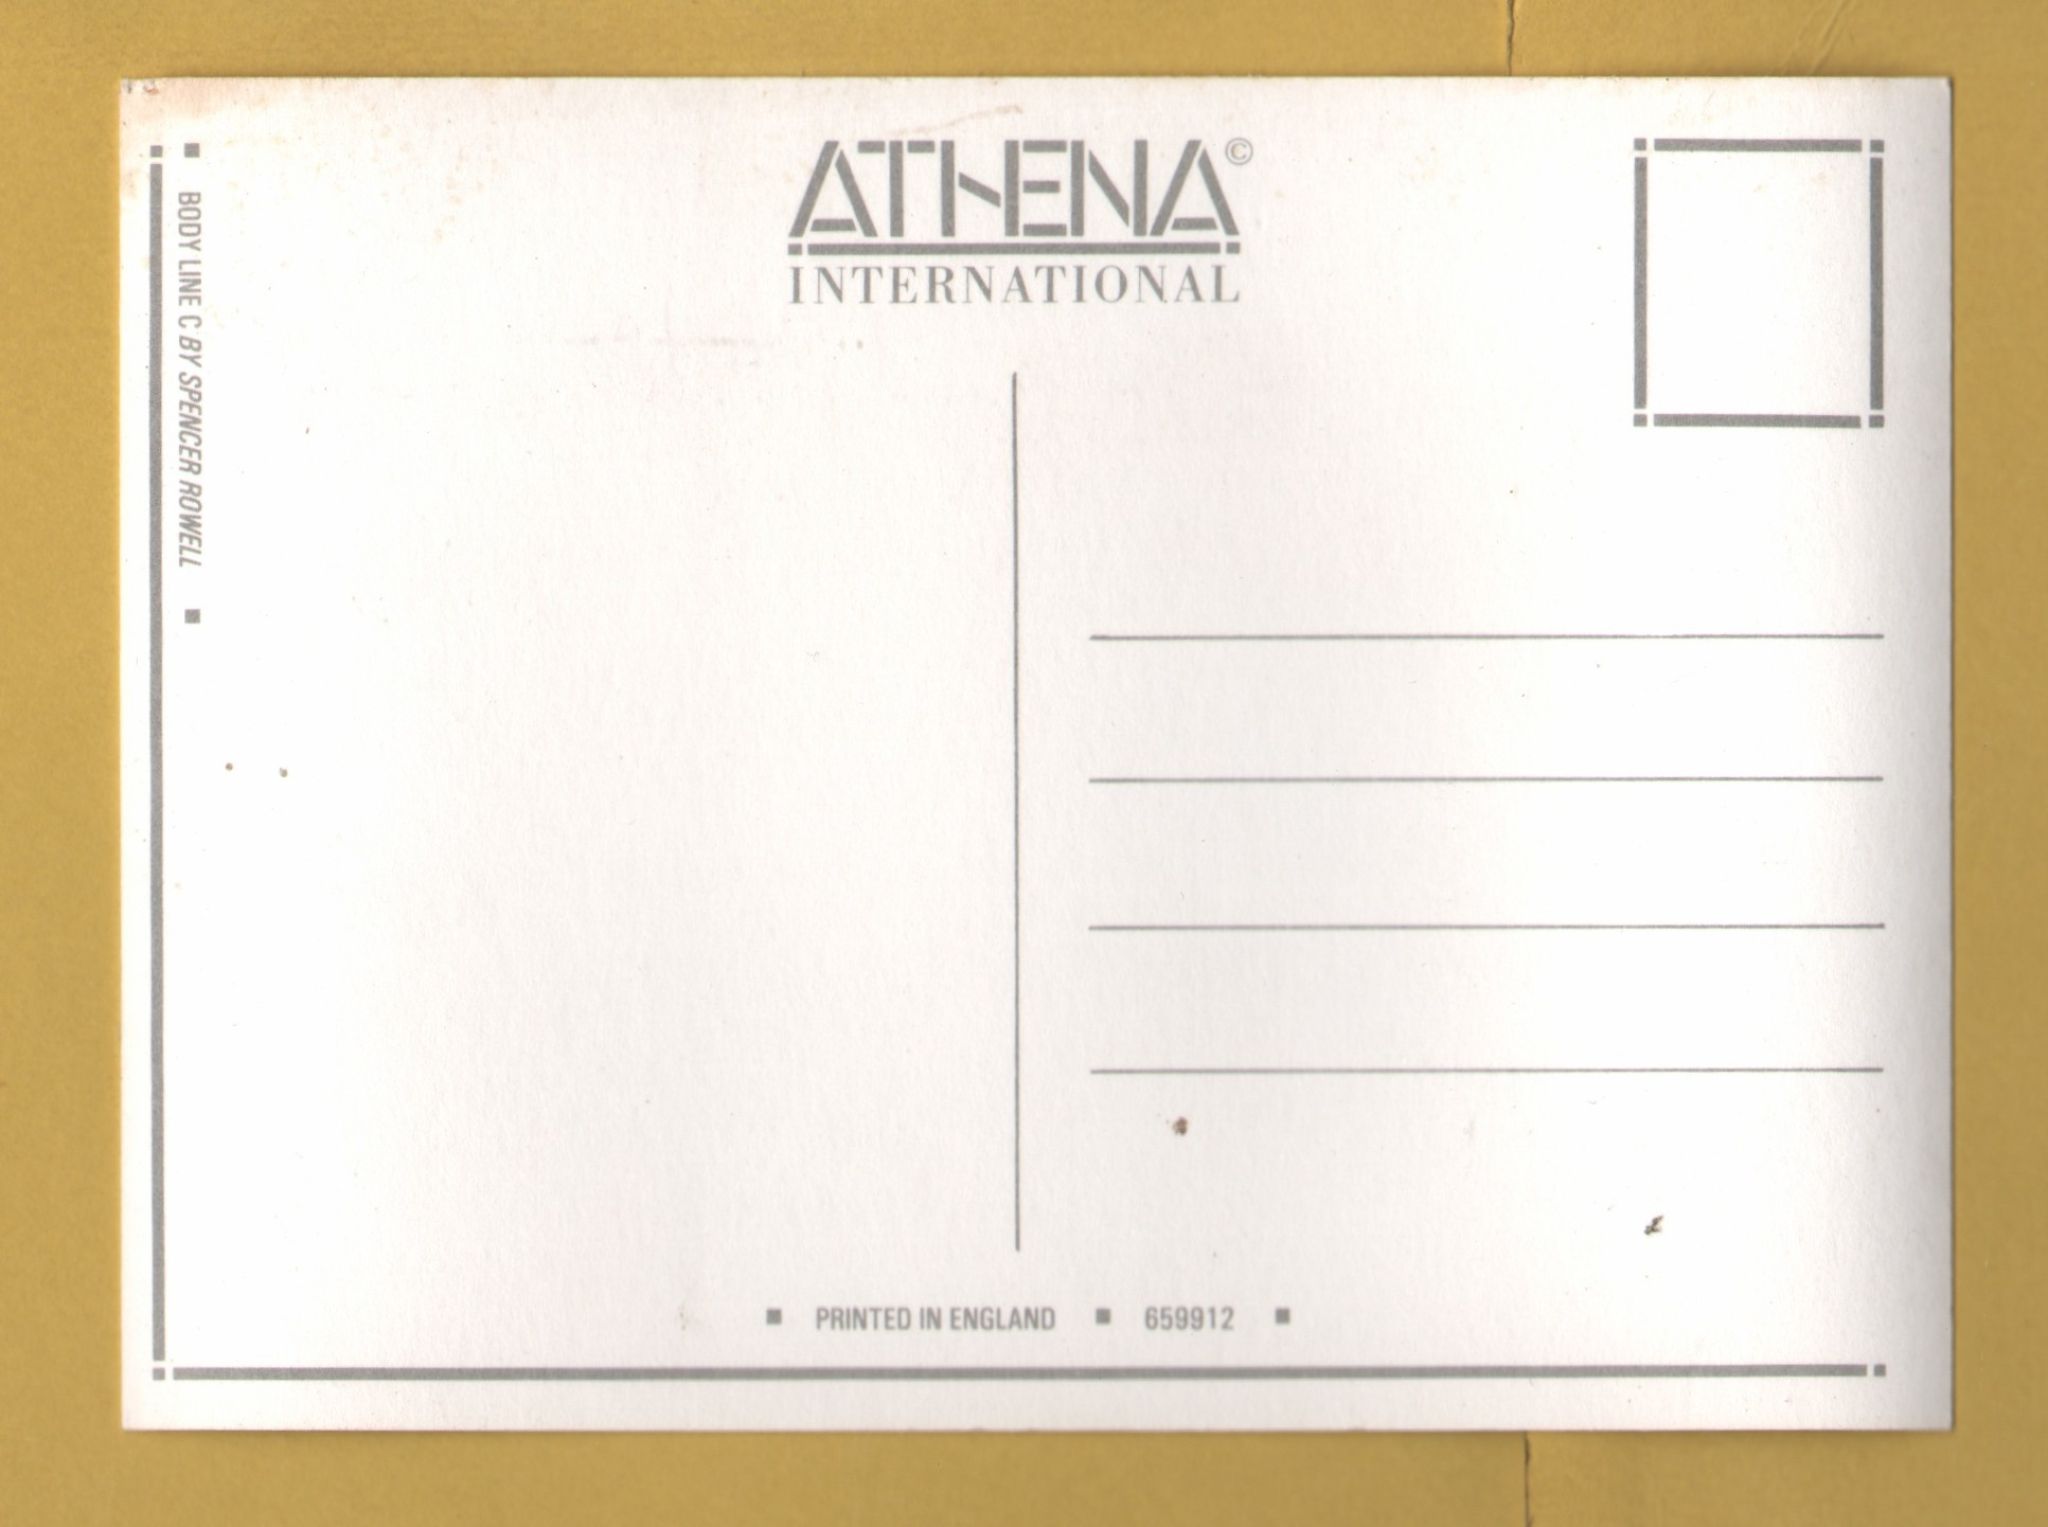 ATHENA©
INTERNATIONAL
BODY LINE C BY SPENCER ROWELL
PRINTED IN ENGLAND ■ 659912